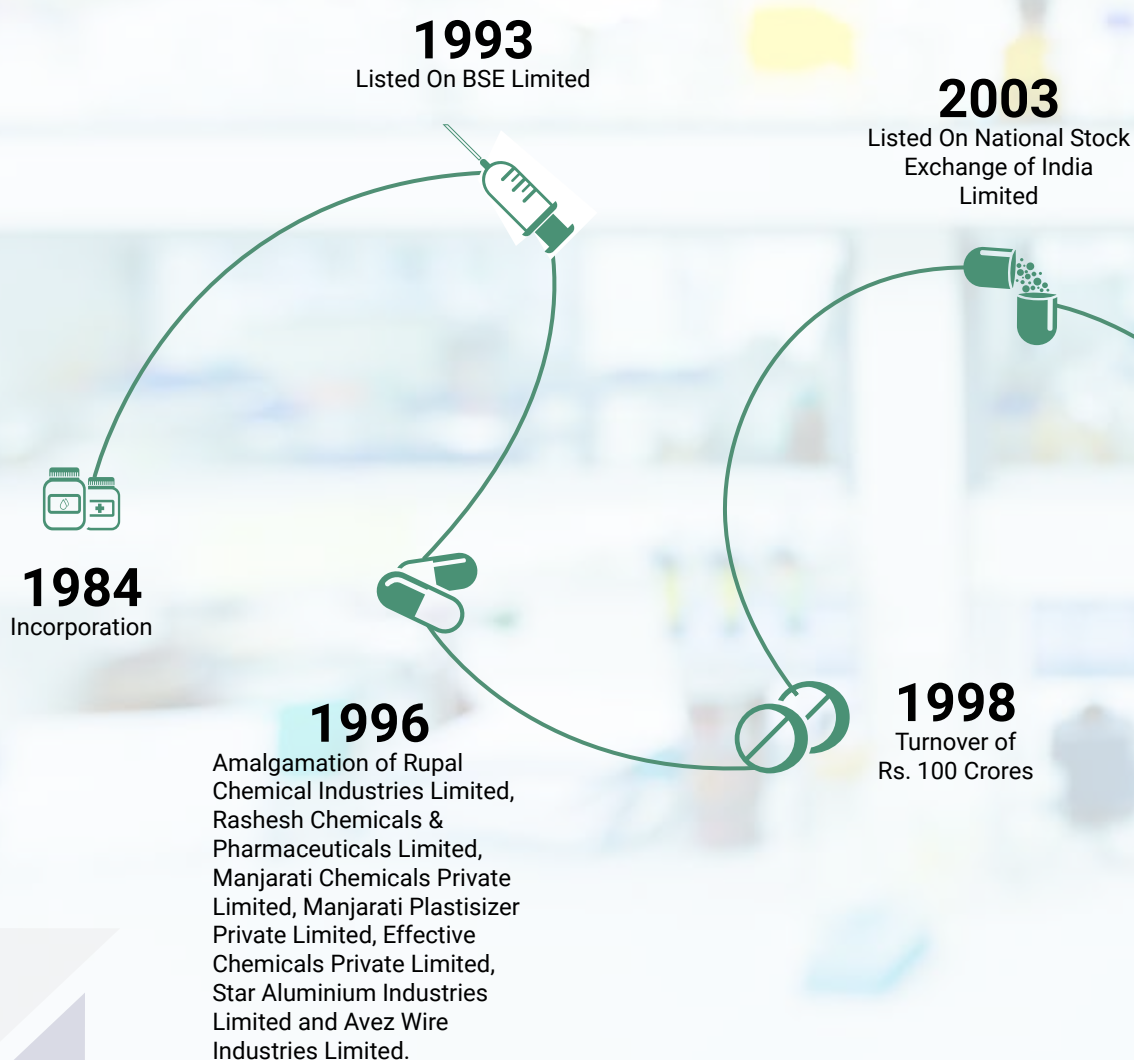 1993
Listed On BSE Limited
2003
Listed On National Stock
Exchange of India
Limited
1984
Incorporation
1996
Amalgamation of Rupal
Chemical Industries Limited,
Rashesh Chemicals &
Pharmaceuticals Limited,
Manjarati Chemicals Private
Limited, Manjarati Plastisizer
Private Limited, Effective
Chemicals Private Limited,
Star Aluminium Industries
Limited and Avez Wire
Industries Limited.
1998
Turnover of
Rs. 100 Crores